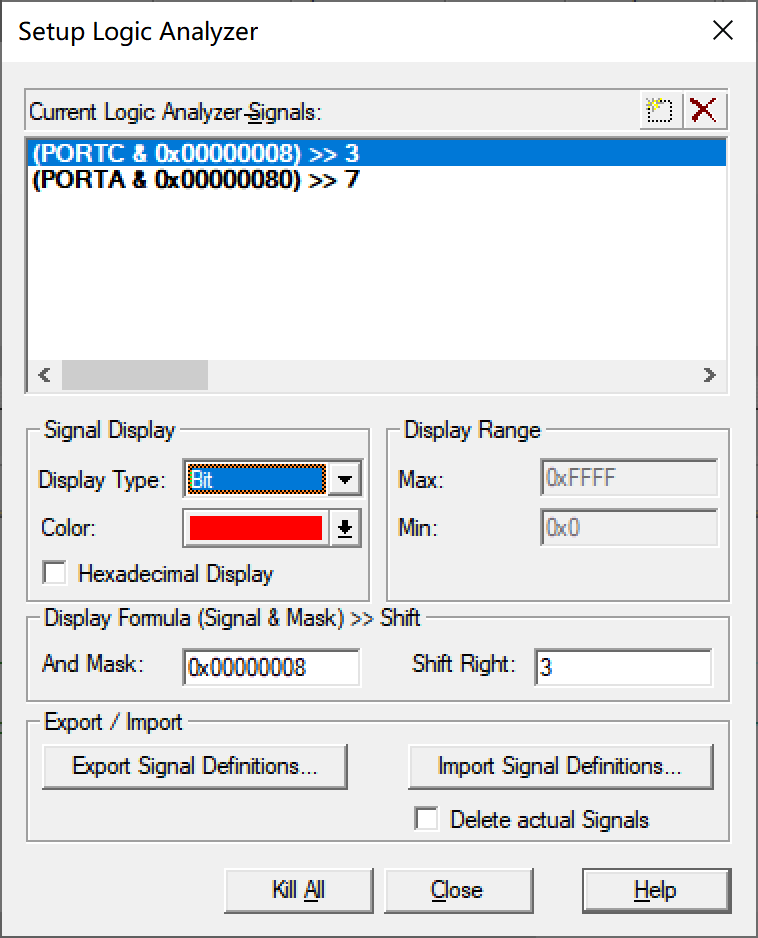 Setup Logic Analyzer
Current Logic Analyzer Signals:
(PORTC & 0x00000008) >> 3
(PORTA & 0x00000080) >> 7
Signal Display
Display Range
Display Type: Bit
Max: 0xFFFF
Color:
Min: 0x0
Hexadecimal Display
Display Formula (Signal & Mask) >> Shift
And Mask: 0x00000008
Shift Right: 3
Export / Import
Export Signal Definitions...
Import Signal Definitions...
Delete actual Signals
Kill All
Close
Help